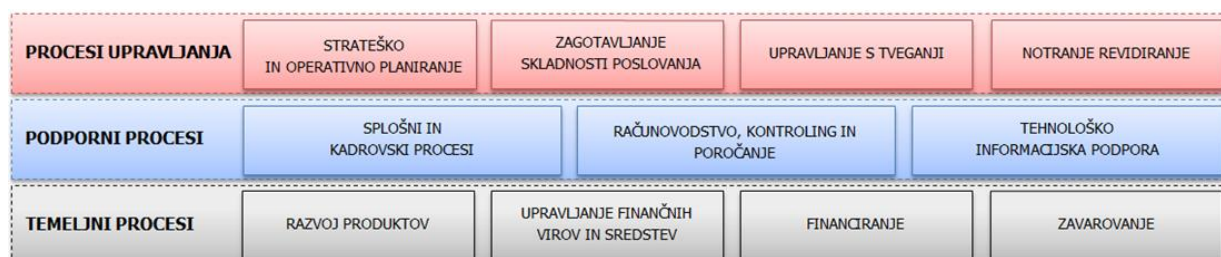 PROCESI UPRAVLJANJA
STRATEŠKO
IN OPERATIVNO PLANIRANJE
ZAGOTAVLJANJE
SKLADNOSTI POSLOVANJA
UPRAVLJANJE S TVEGANJI
NOTRANJE REVIDIRANJE
PODPORNI PROCESI
SPLOŠNI IN
KADROVSKI PROCESI
RAČUNOVODSTVO, KONTROLING IN
POROČANJE
TEHNOLOŠKO
INFORMACIJSKA PODPORA
TEMELJNI PROCESI
RAZVOJ PRODUKTOV
UPRAVLJANJE FINANČNIH
VIROV IN SREDSTEV
FINANCIRANJE
ZAVAROVANJE